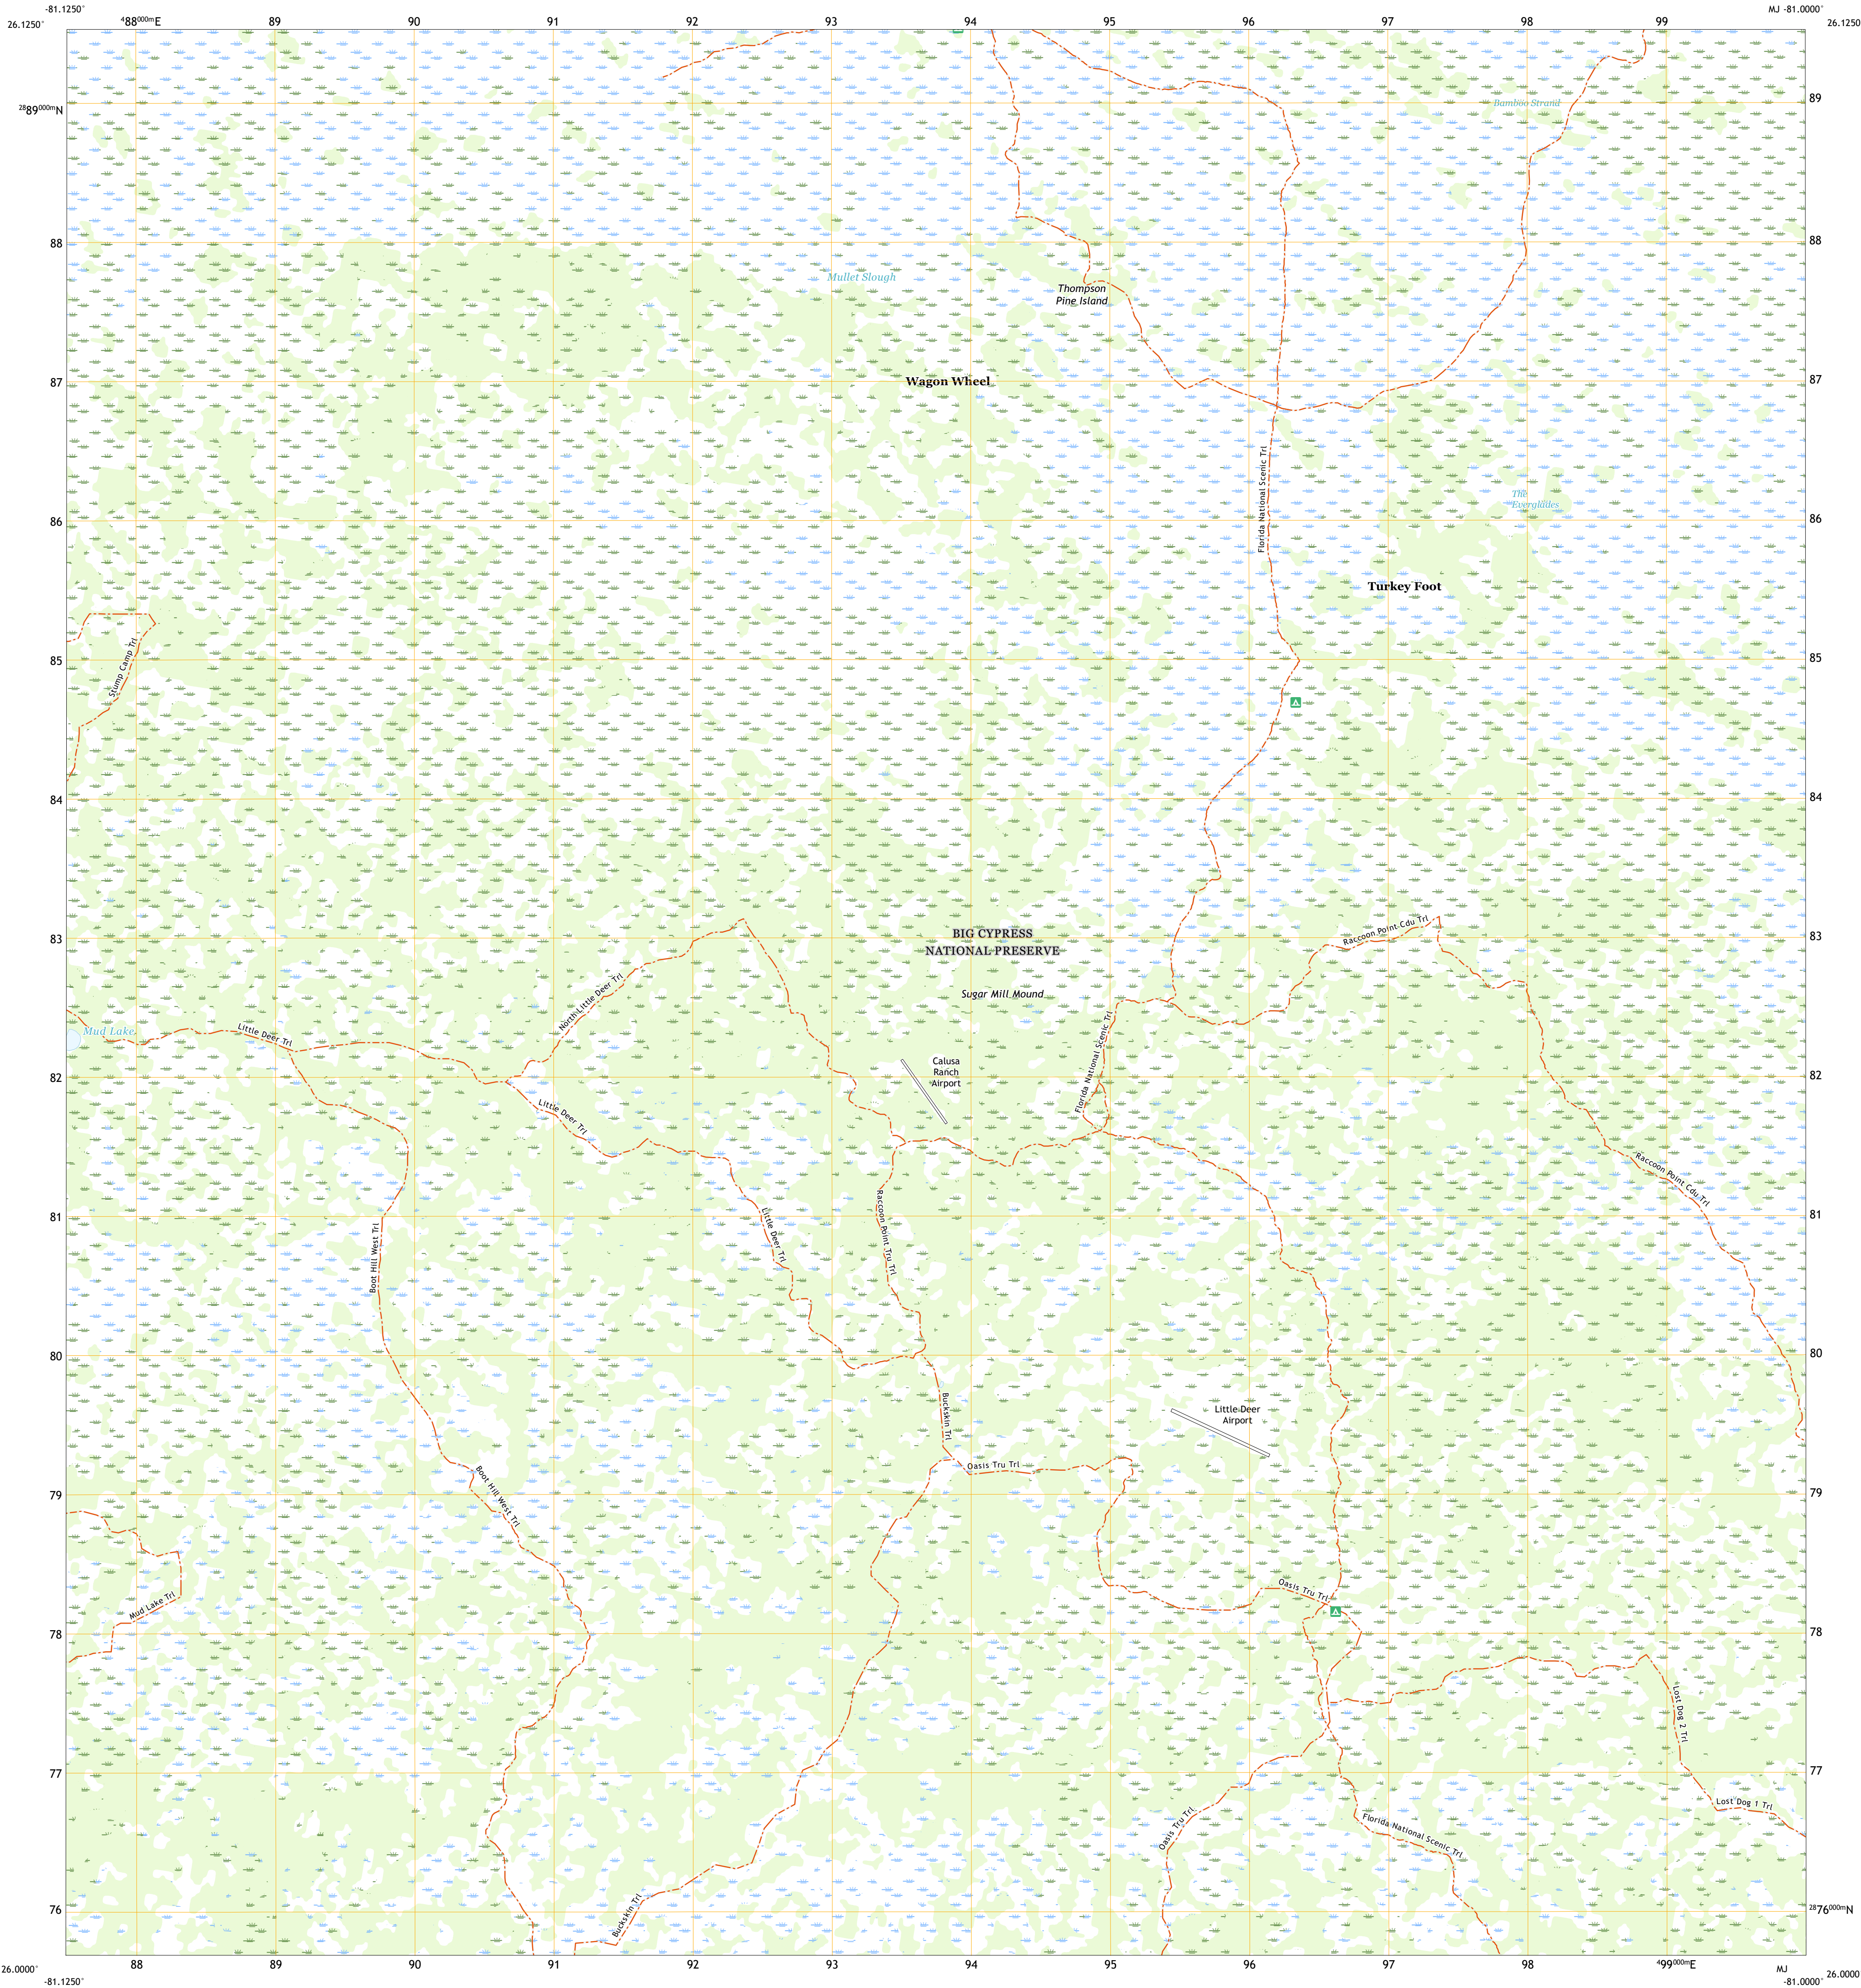 -81.1250°
MJ -81.0000°
26.1250
⁴88⁰⁰⁰ᵐE 89 90 91 92 93 94 95 96 97 98 99
26.1250
Bamboo Strand
²⁸89⁰⁰⁰ᵐN
89
88
88
Mullet Slough
Thompson
Pine Island
87
Wagon Wheel
87
Florida National Scenic Trl
The
Everglades
86
86
Turkey Foot
Stump Camp Trl
85
85
84
84
Raccoon Point Cdu Trl
BIG CYPRESS
NATIONAL PRESERVE
83
83
North Little Deer Trl
Sugar Mill Mound
Mud Lake
Little Deer Trl
Florida National Scenic Trl
Calusa
Ranch
Airport
82
82
Little Deer Trl
Raccoon Point Cdu Trl
Raccoon Point Tru Trl
Little Deer Trl
81
81
Boot Hill West Trl
80
80
Buckskin Trl
Little Deer
Airport
Oasis Tru Trl
Boot Hill West Trl
79
79
Oasis Tru Trl
Mud Lake Trl
78
78
Lost Dog 2 Trl
77
77
Lost Dog 1 Trl
Oasis Tru Trl
Florida National Scenic Trl
Buckskin Trl
76
²⁸76⁰⁰⁰ᵐN
88 89 90 91 92 93 94 95 96 97 98 ⁴99⁰⁰⁰ᵐE
26.0000°
MJ
26.0000
-81.1250°
-81.0000°